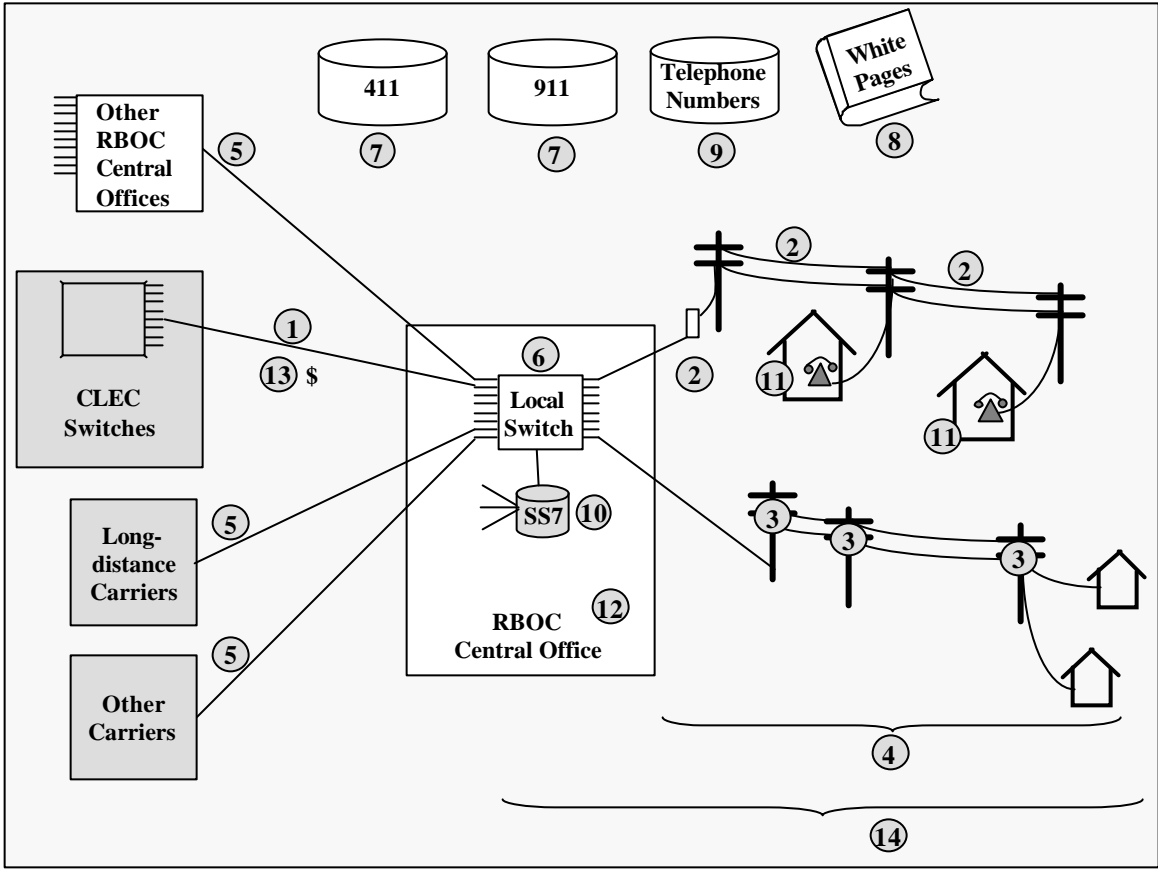 411
911
Telephone
Numbers
White
Pages
7
7
9
8
Other
RBOC
Central
Offices
5
2
2
1
13 $
CLEC
Switches
6
Local
Switch
2
11
11
SS7
10
5
Long-
distance
Carriers
3
3
3
12
RBOC
Central Office
5
Other
Carriers
4
14